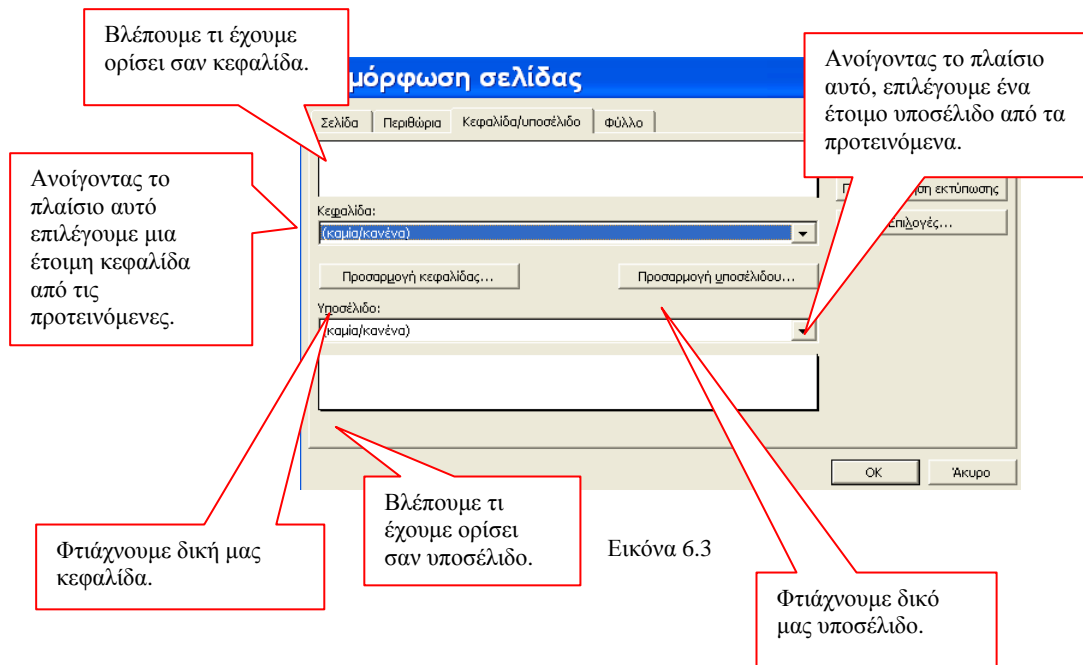 Βλέπουμε τι έχουμε
ορίσει σαν κεφαλίδα.
μόρφωση σελίδας
Ανοίγοντας το πλαίσιο
αυτό, επιλέγουμε ένα
έτοιμο υποσέλιδο από τα
προτεινόμενα.
Σελίδα
Περιθώρια
Κεφαλίδα/υποσέλιδο
Φύλλο
Ανοίγοντας το
πλαίσιο αυτό
επιλέγουμε μια
έτοιμη κεφαλίδα
από τις
προτεινόμενες.
εκτύπωσης
Επιλογές...
Κεφαλίδα:
(καμία/κανένα)
Προσαρμογή κεφαλίδας...
Προσαρμογή υποσέλιδου...
Υποσέλιδο:
(καμία/κανένα)
OK
Άκυρο
Βλέπουμε τι
έχουμε ορίσει
σαν υποσέλιδο.
Εικόνα 6.3
Φτιάχνουμε δική μας
κεφαλίδα.
Φτιάχνουμε δικό
μας υποσέλιδο.